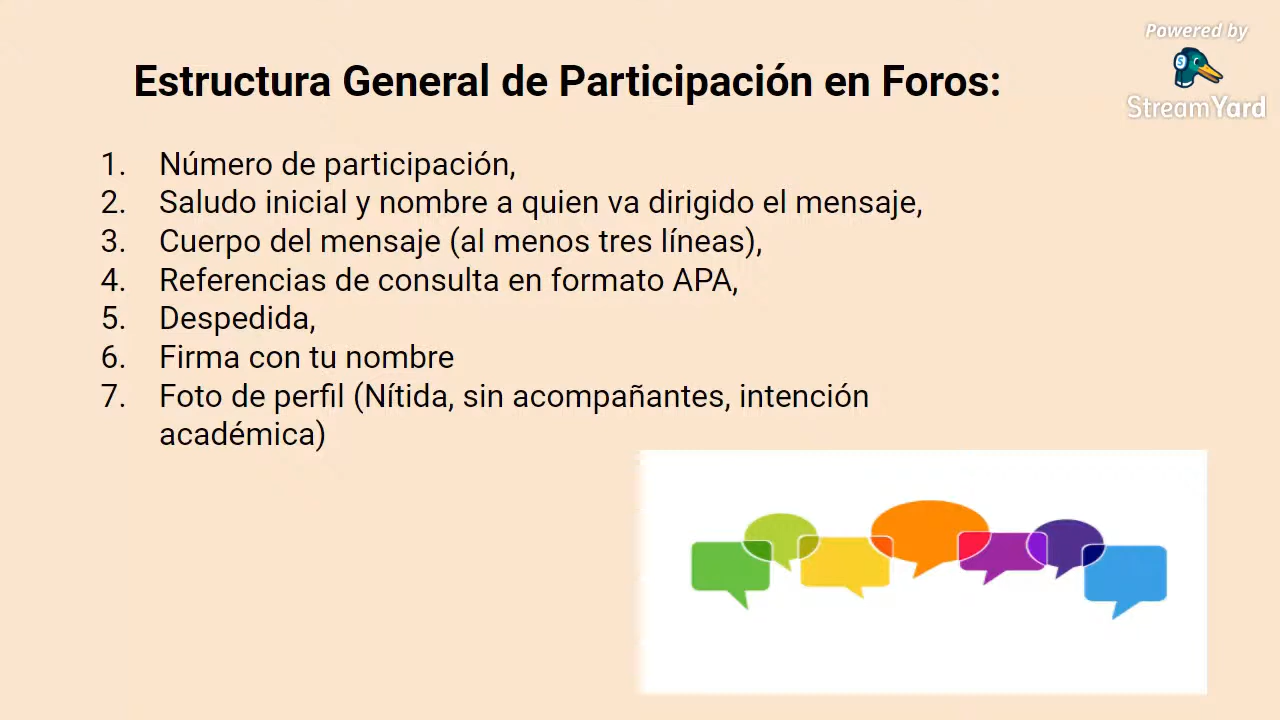 Powered by
StreamYard
Estructura General de Participación en Foros:
1. Número de participación,
2. Saludo inicial y nombre a quien va dirigido el mensaje,
3. Cuerpo del mensaje (al menos tres líneas),
4. Referencias de consulta en formato APA,
5. Despedida,
6. Firma con tu nombre
7. Foto de perfil (Nítida, sin acompañantes, intención
académica)